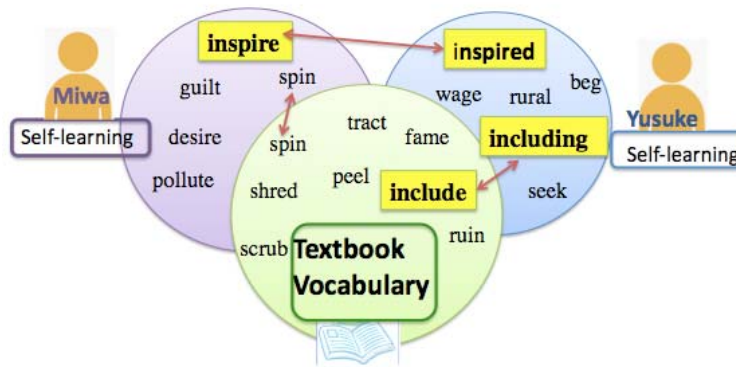 inspire
inspired
Miwa
Self-learning
guilt
spin
desire
pollute
wage
rural
beg
Yusuke
Self-learning
including
seek
tract
fame
spin
peel
shred
include
scrub
ruin
Textbook
Vocabulary